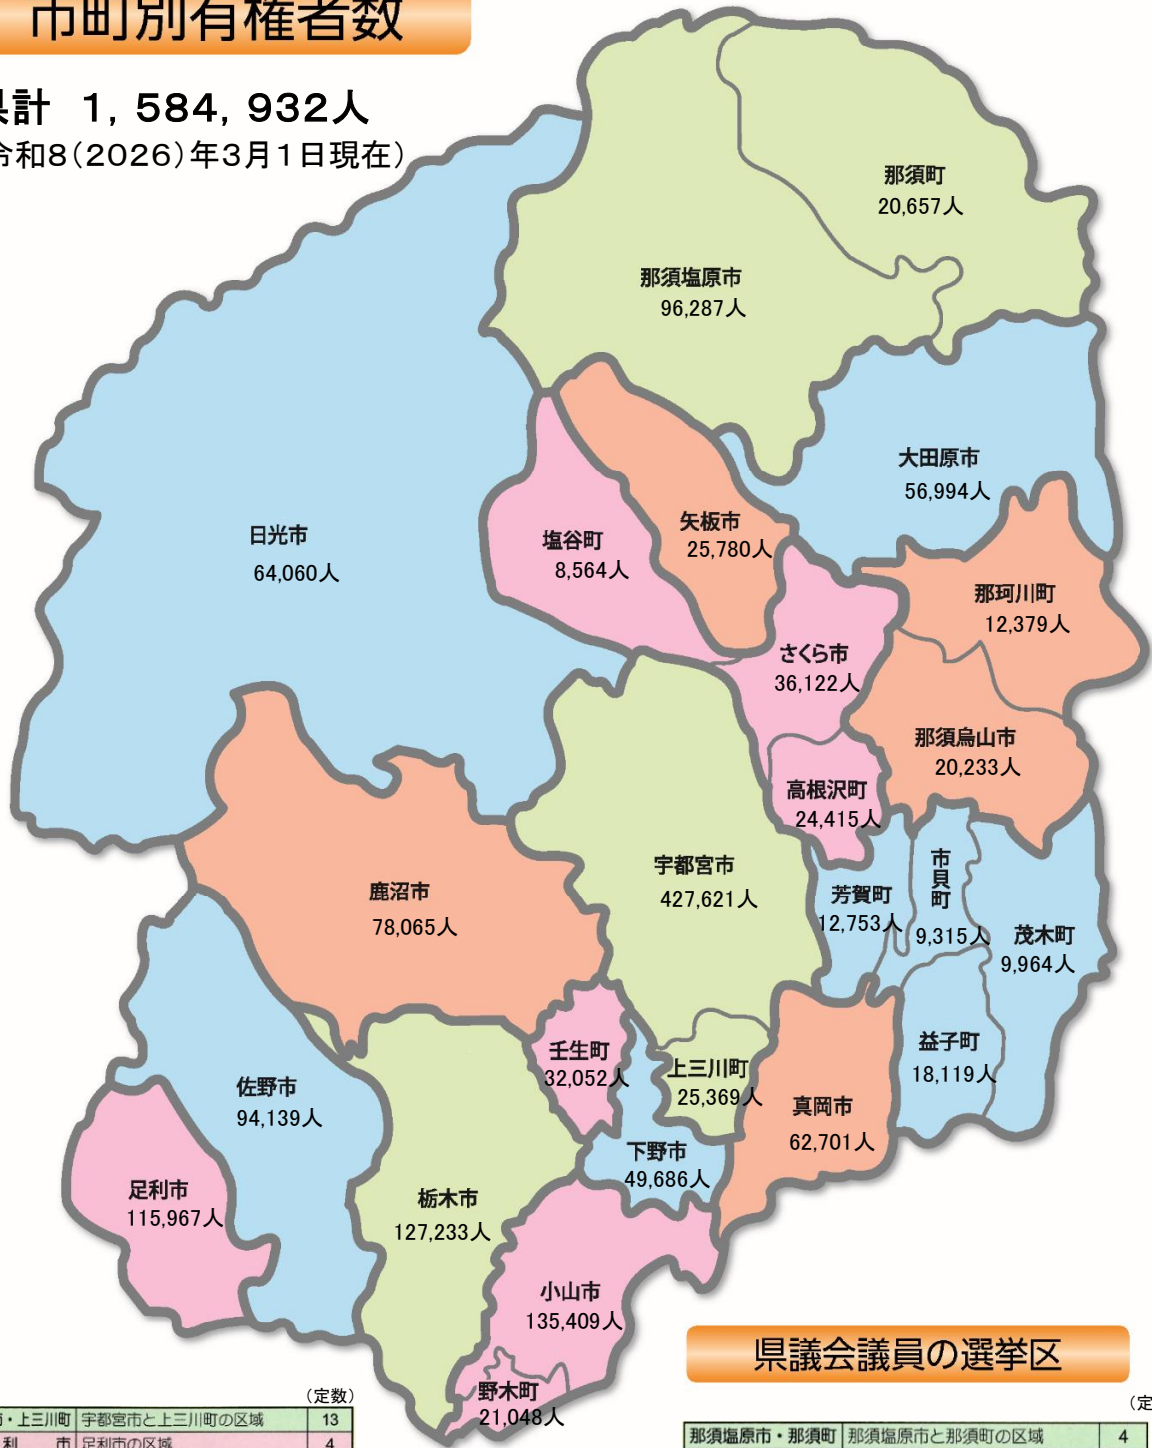 市町別有権者数
県計 1,584,932人
令和8(2026)年3月1日現在)
那須町
20,657人
那須塩原市
96,287人
大田原市
56,994人
矢板市
25,780人
日光市
64,060人
塩谷町
8,564人
那珂川町
12,379人
さくら市
36,122人
那須烏山市
20,233人
高根沢町
24,415人
宇都宮市
427,621人
市貝町
9,315人
芳賀町
12,753人
茂木町
9,964人
鹿沼市
78,065人
益子町
18,119人
壬生町
32,052人
上三川町
25,369人
佐野市
94,139人
真岡市
62,701人
下野市
49,686人
足利市
115,967人
栃木市
127,233人
小山市
135,409人
野木町
21,048人
県議会議員の選挙区
(定数)
市・上三川町 宇都宮市と上三川町の区域 13
利 市 足利市の区域 4
(定
那須塩原市・那須町 那須塩原市と那須町の区域 4